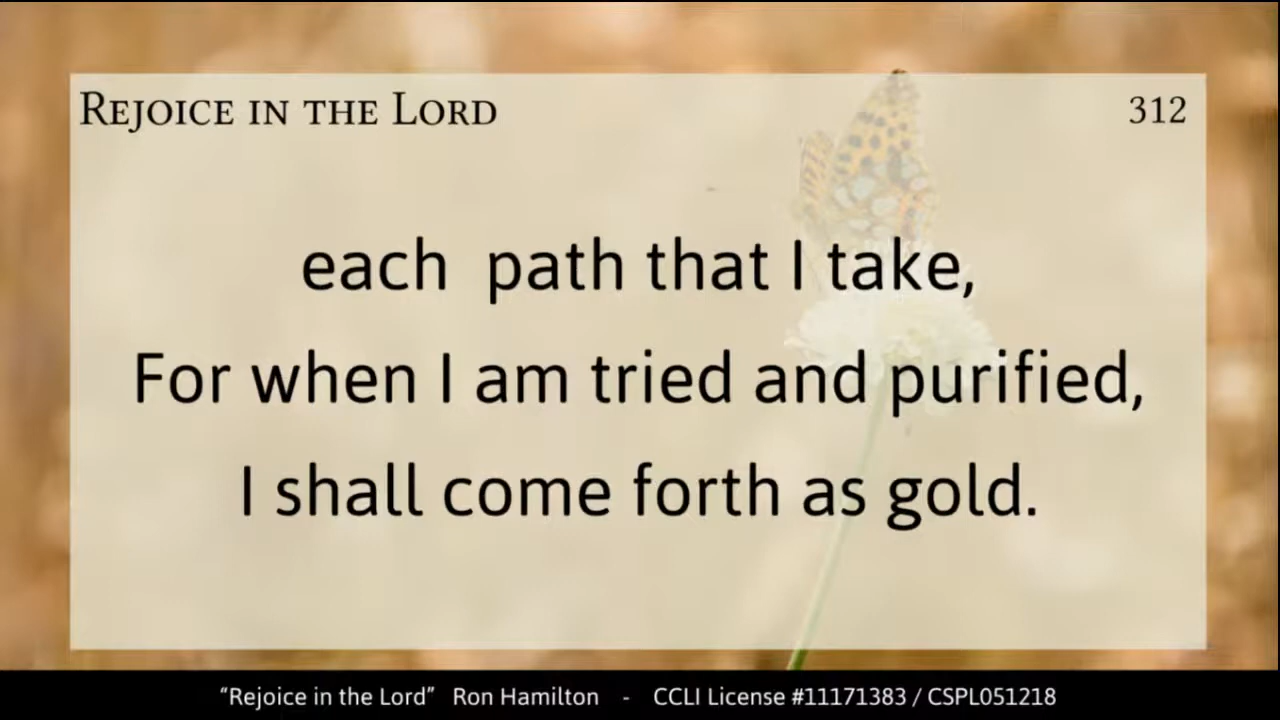 Rejoice in the Lord 312
each path that I take,
For when I am tried and purified,
I shall come forth as gold.
“Rejoice in the Lord” Ron Hamilton - CCLI License #11171383 / CSPL051218